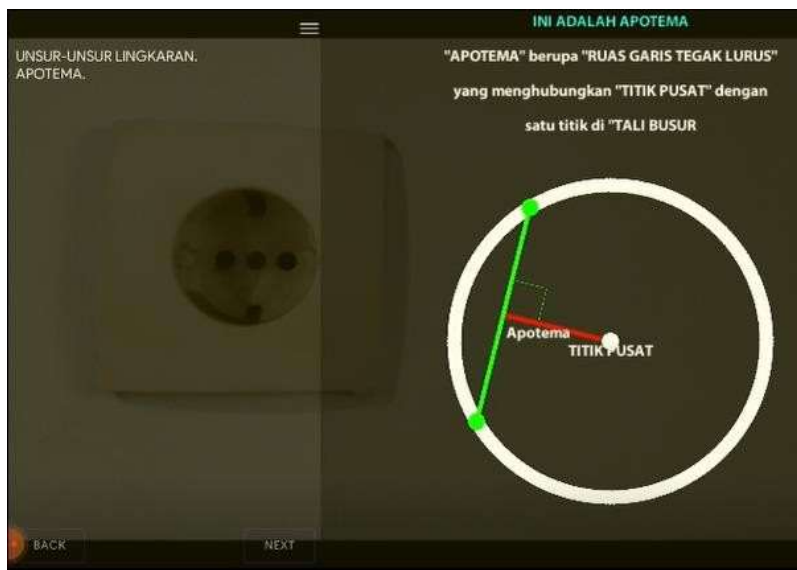 UNSUR-UNSUR LINGKARAN.
APOTEMA.
INI ADALAH APOTEMA
"APOTEMA" berupa "RUAS GARIS TEGAK LURUS"
yang menghubungkan "TITIK PUSAT" dengan
satu titik di "TALI BUSUR
Apotema
TITIK PUSAT
BACK
NEXT